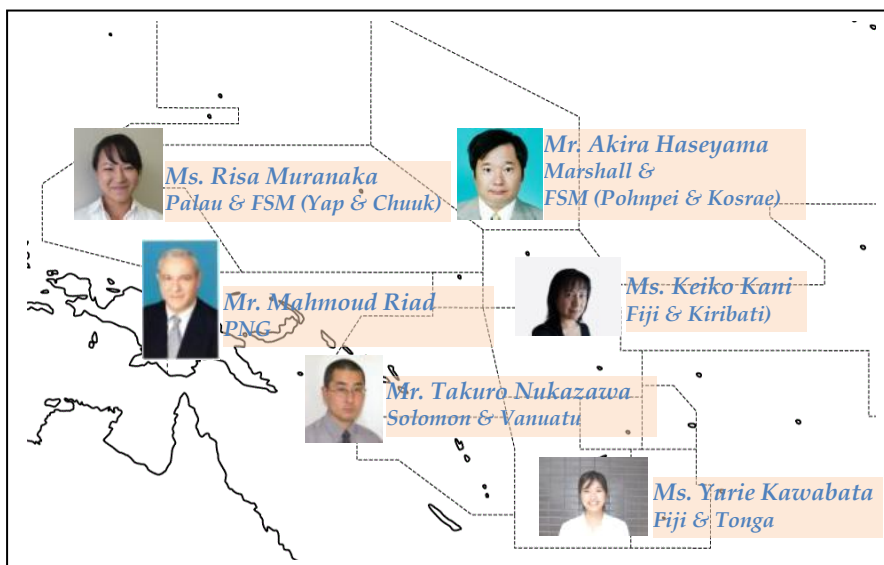 Ms. Risa Muranaka
Palau & FSM (Yap & Chuuk)
Mr. Akira Haseyama
Marshall &
FSM (Pohnpei & Kosrae)
Mr. Mahmoud Riad
PNG
Ms. Keiko Kani
Fiji & Kiribati)
Mr. Takuro Nukazawa
Solomon & Vanuatu
Ms. Yurie Kawabata
Fiji & Tonga